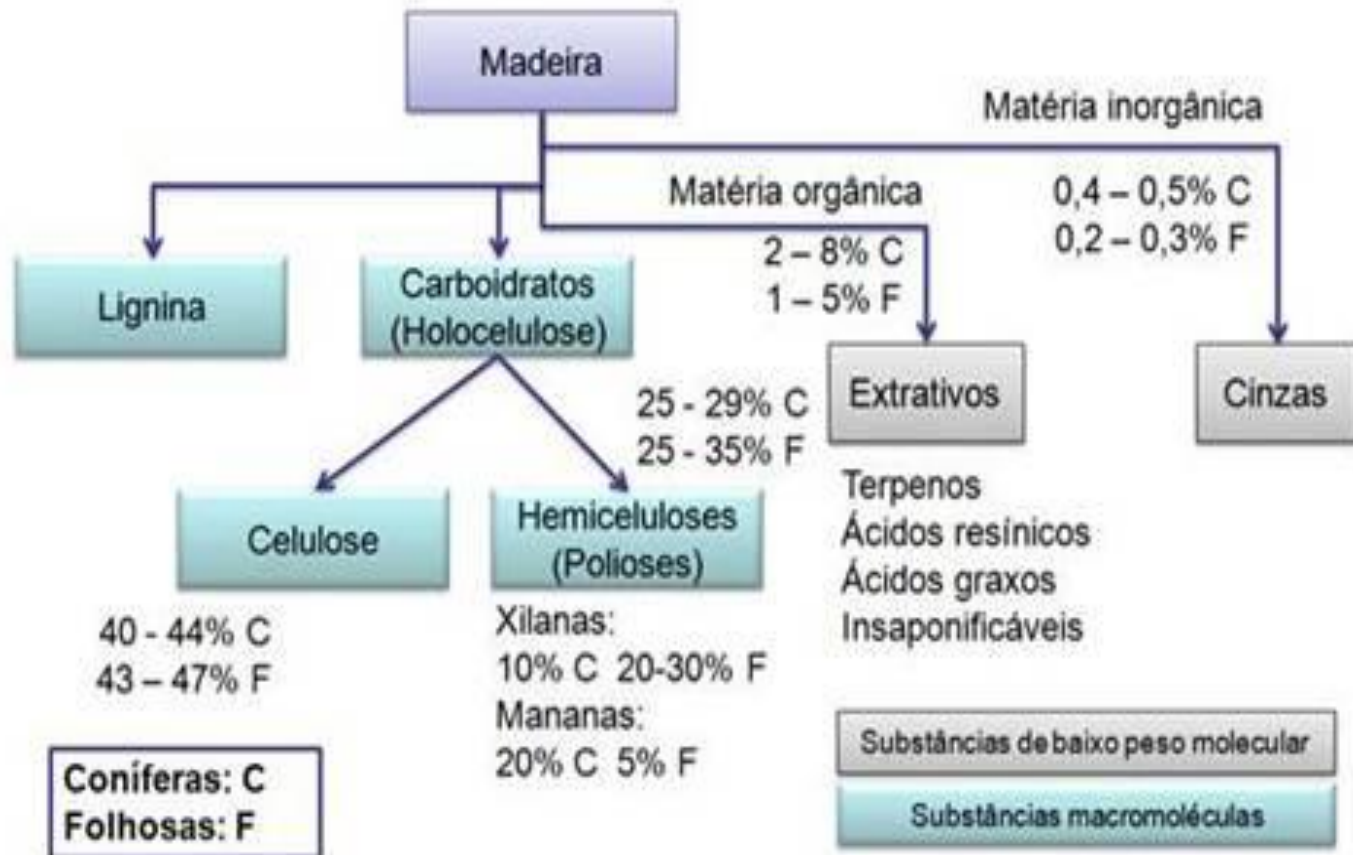 Madeira
Matéria inorgânica
0,4 – 0,5% C
0,2 – 0,3% F
Matéria orgânica
2 – 8% C
1 – 5% F
Lignina
Carboidratos
(Holocelulose)
Extrativos
Cinzas
25 - 29% C
25 - 35% F
Terpenos
Ácidos resínicos
Ácidos graxos
Insaponificáveis
Celulose
Hemiceluloses
(Polioses)
40 - 44% C
43 – 47% F
Xilanas:
10% C 20-30% F
Mananas:
20% C 5% F
Coníferas: C
Folhosas: F
Substâncias de baixo peso molecular
Substâncias macromoléculas